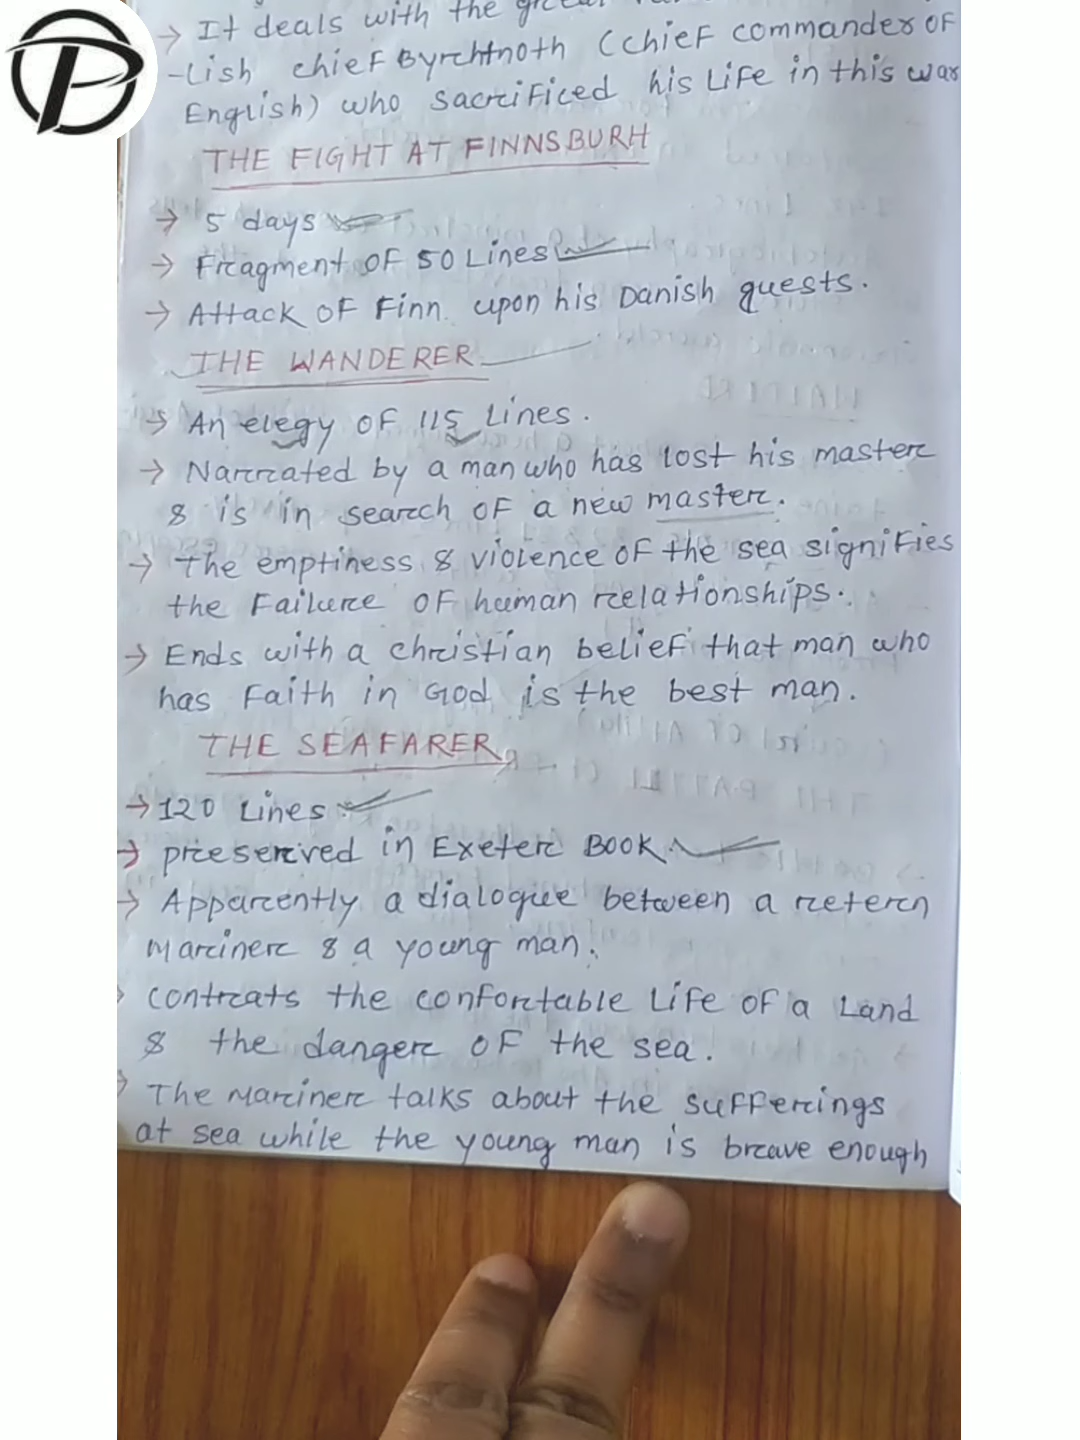 → It deals with the great
-lish chief Byrchtnoth (chief commander of
English) who sacrificed his life in this war
THE FIGHT AT FINNSBURH
→ 5 days
→ Fragment of 50 Lines
→ Attack of Finn upon his Danish guests.
THE WANDERER
→ An elegy of 115 Lines.
→ Narrated by a man who has lost his master
& is in search of a new master.
→ The emptiness & violence of the sea signifies
the failure of human relationships.
→ Ends with a christian belief that man who
has Faith in God is the best man.
THE SEAFARER
→ 120 Lines
→ preserved in Exeter BOOK
→ Apparently a dialogue between a retern
Mariner & a young man.
contrats the confortable Life of a Land
& the danger of the sea.
The Mariner talks about the sufferings
at sea while the young man is brave enough